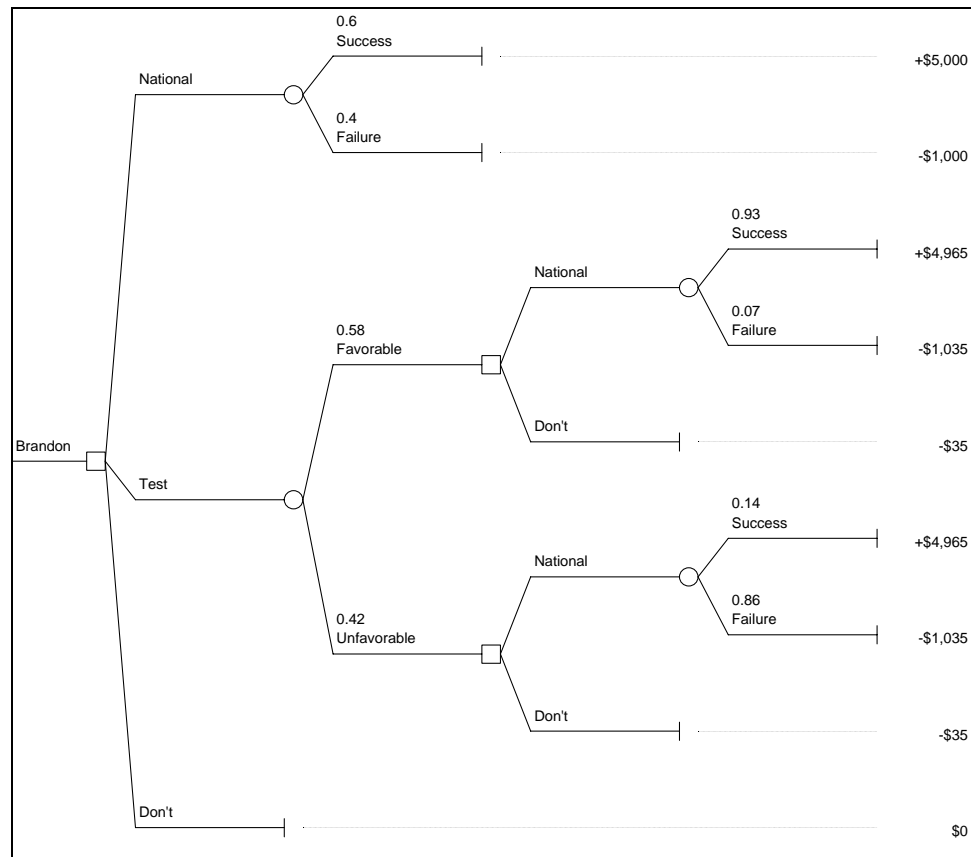 0.6
Success
+$5,000
National
0.4
Failure
-$1,000
0.93
Success
+$4,965
National
0.07
Failure
-$1,035
0.58
Favorable
Don't
-$35
Brandon
Test
0.14
Success
+$4,965
National
0.86
Failure
-$1,035
0.42
Unfavorable
Don't
-$35
Don't
$0